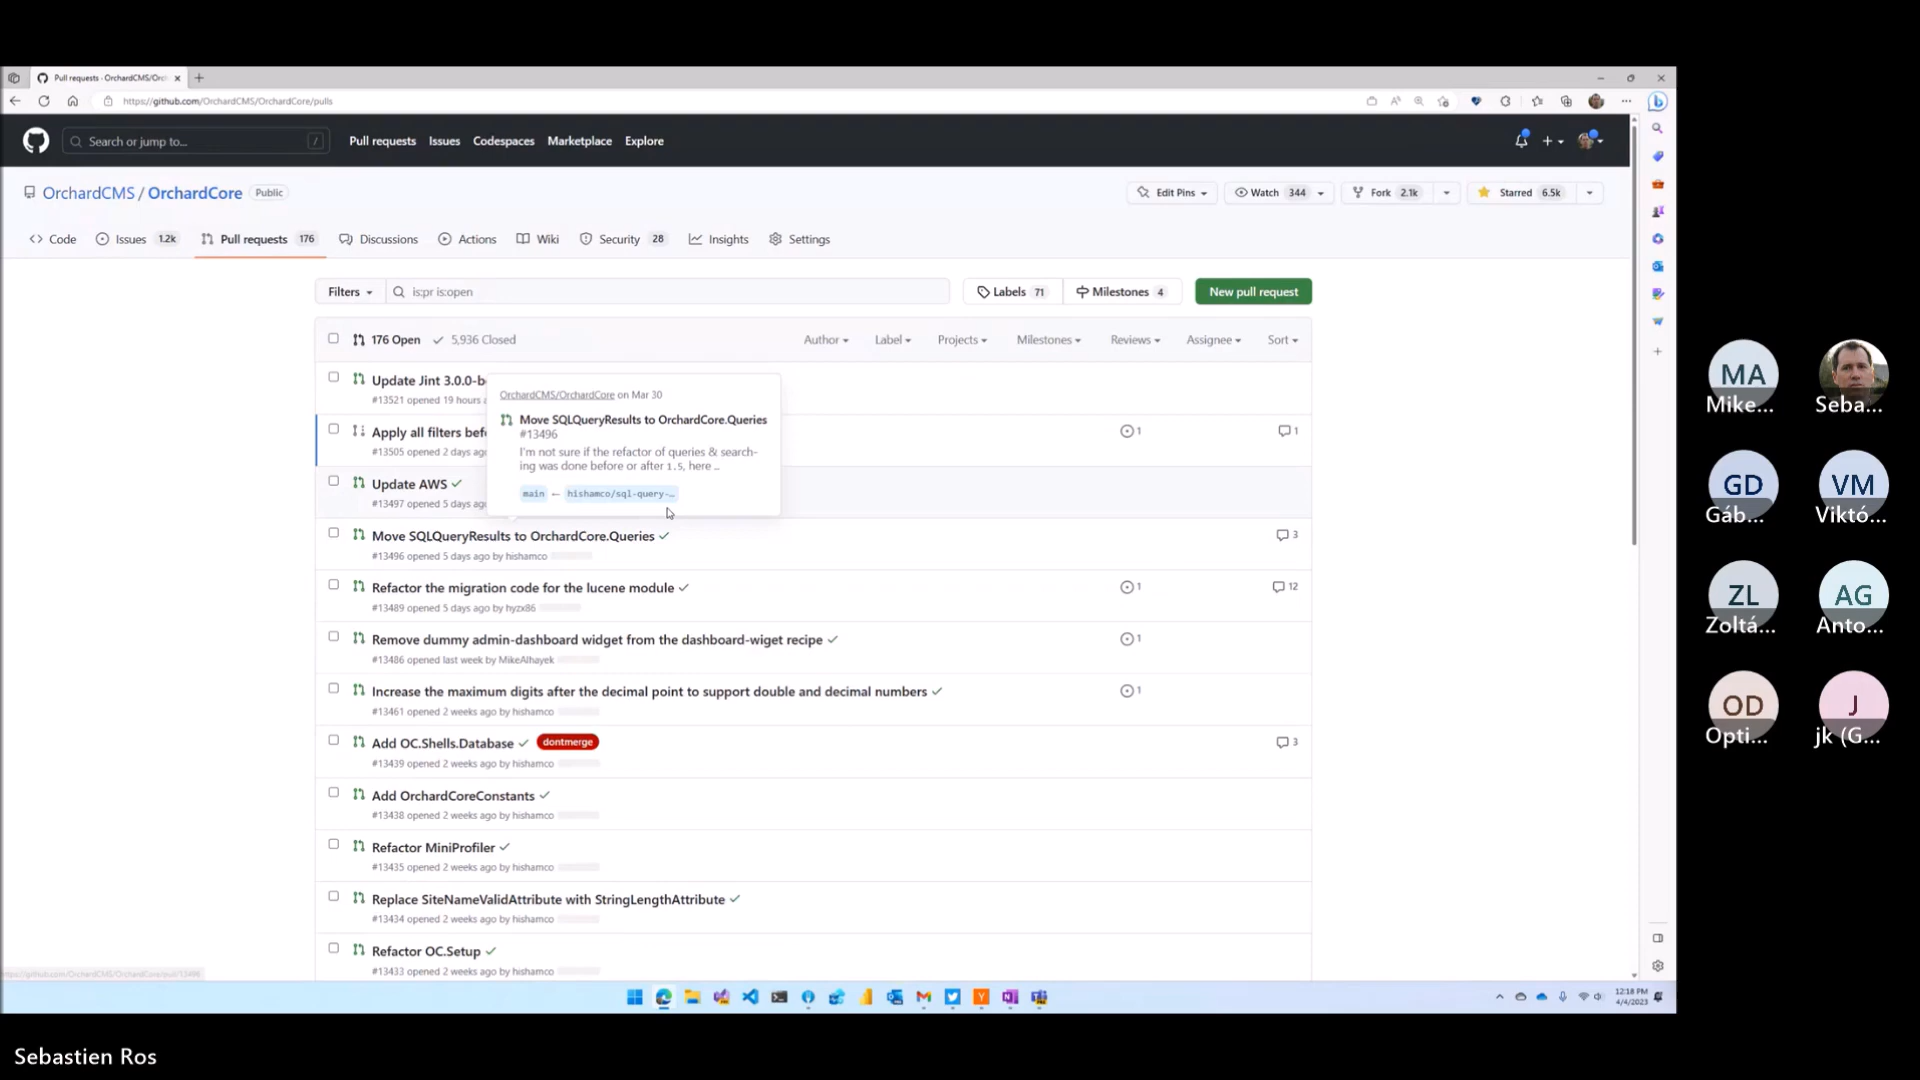 Pull requests · OrchardCMS/Orc
https://github.com/OrchardCMS/OrchardCore/pulls
Search or jump to... /
Pull requests Issues Codespaces Marketplace Explore
OrchardCMS / OrchardCore Public
Edit Pins Watch 344 Fork 2.1k Starred 6.5k
Code Issues 1.2k Pull requests 176 Discussions Actions Wiki Security 28 Insights Settings
Filters is:pr is:open Labels 71 Milestones 4 New pull request
176 Open 5,936 Closed Author Label Projects Milestones Reviews Assignee Sort
Update Jint 3.0.0-b
#13521 opened 19 hours
OrchardCMS/OrchardCore on Mar 30
Move SQLQueryResults to OrchardCore.Queries
#13496
I'm not sure if the refactor of queries & search-
ing was done before or after 1.5, here ...
main ← hishamco/sql-query-...
Apply all filters bef 1 1
#13505 opened 2 days ag
Update AWS
#13497 opened 5 days ag
Move SQLQueryResults to OrchardCore.Queries 3
#13496 opened 5 days ago by hishamco
Refactor the migration code for the lucene module 1 12
#13489 opened 5 days ago by hyzx86
Remove dummy admin-dashboard widget from the dashboard-wiget recipe 1
#13486 opened last week by MikeAlhayek
Increase the maximum digits after the decimal point to support double and decimal numbers 1
#13461 opened 2 weeks ago by hishamco
Add OC.Shells.Database dontmerge 3
#13439 opened 2 weeks ago by hishamco
Add OrchardCoreConstants
#13438 opened 2 weeks ago by hishamco
Refactor MiniProfiler
#13435 opened 2 weeks ago by hishamco
Replace SiteNameValidAttribute with StringLengthAttribute
#13434 opened 2 weeks ago by hishamco
Refactor OC.Setup
#13433 opened 2 weeks ago by hishamco
https://github.com/OrchardCMS/OrchardCore/pull/13496
12:18 PM
4/4/2023
MA
Mike... Seba...
GD VM
Gáb... Viktó...
ZL AG
Zoltá... Anto...
OD J
Opti... jk (G...
Sebastien Ros